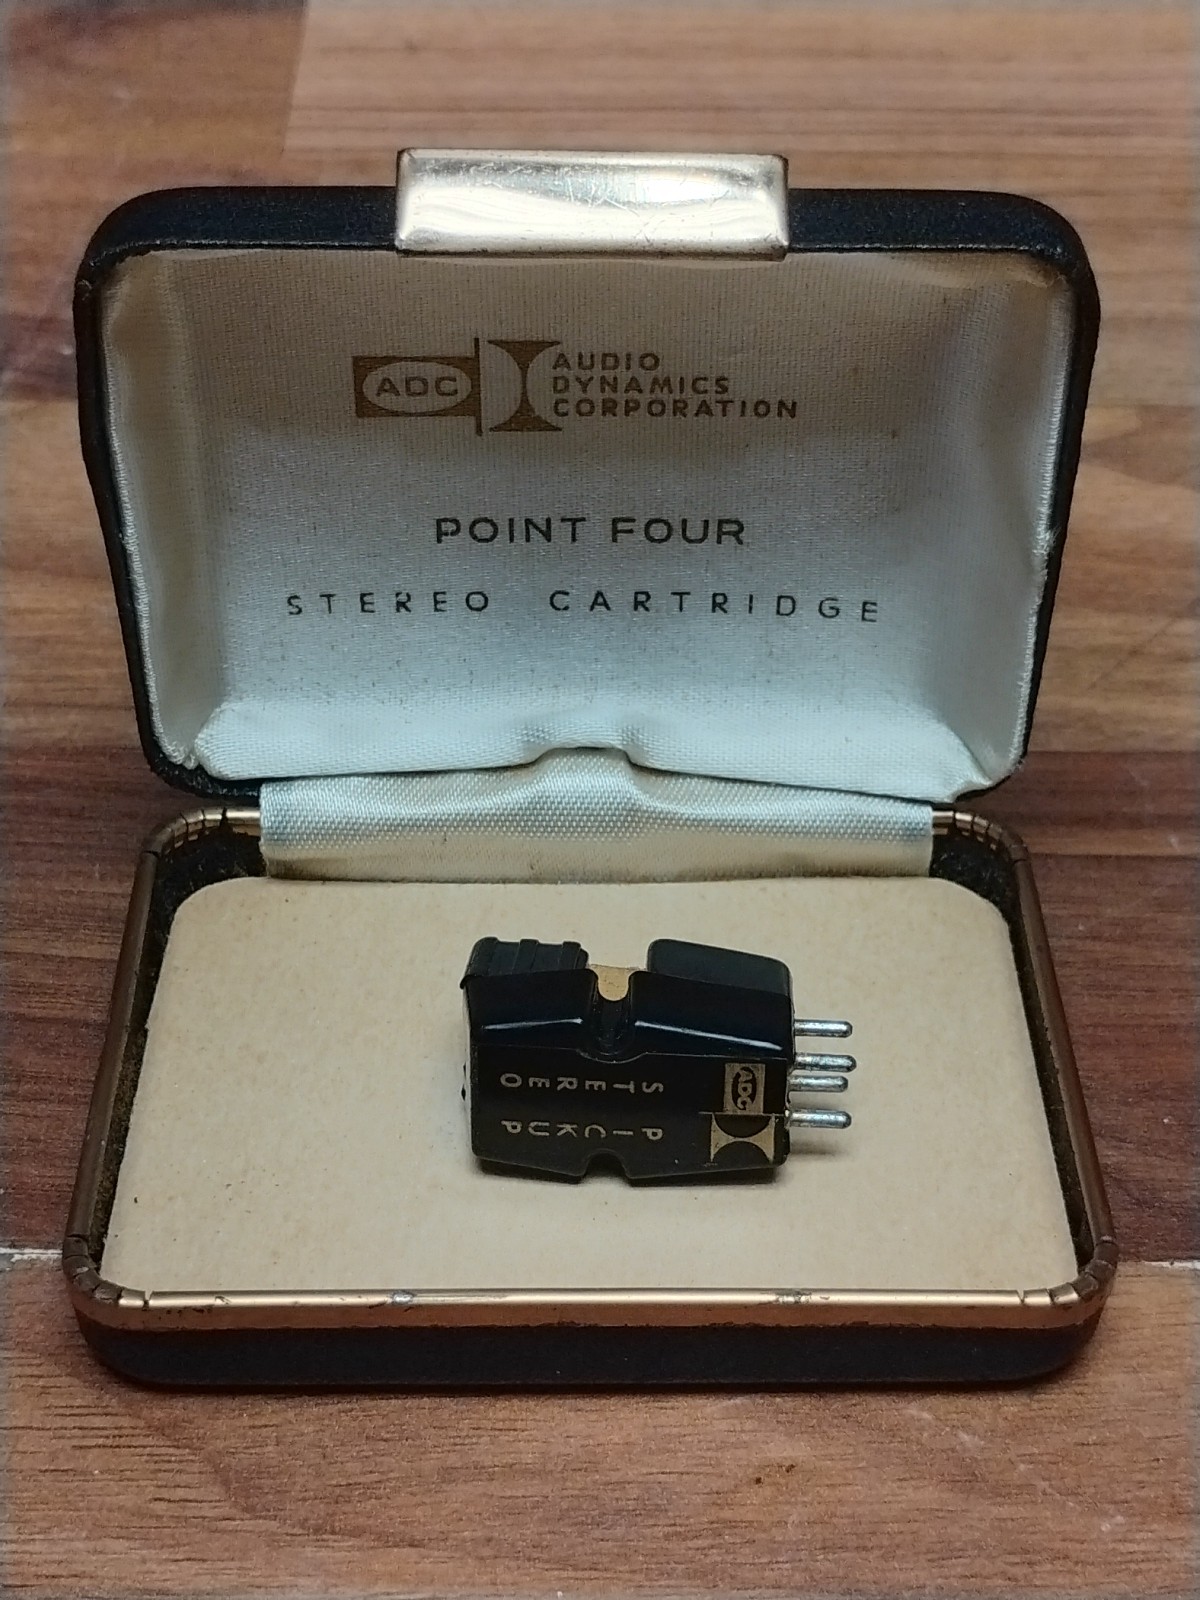 ADC
AUDIO
DYNAMICS
CORPORATION
POINT FOUR
STEREO CARTRIDGE
STEREO
PICKUP
ADC